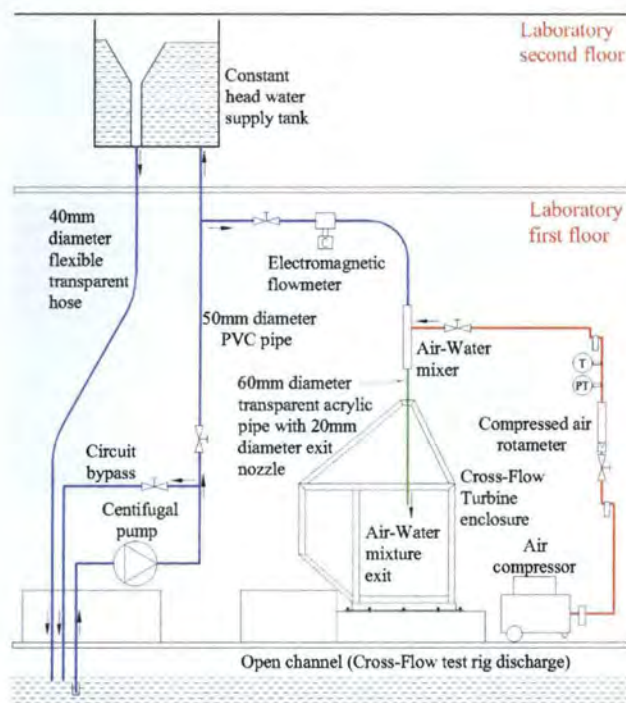 Laboratory
second floor
Constant
head water
supply tank
Laboratory
first floor
40mm
diameter
flexible
transparent
hose
Electromagnetic
flowmeter
50mm diameter
PVC pipe
Air-Water
mixer
T
PT
60mm diameter
transparent acrylic
pipe with 20mm
diameter exit
nozzle
Compressed air
rotameter
Circuit
bypass
Cross-Flow
Turbine
enclosure
Centifugal
pump
Air-Water
mixture
exit
Air
compressor
Open channel (Cross-Flow test rig discharge)